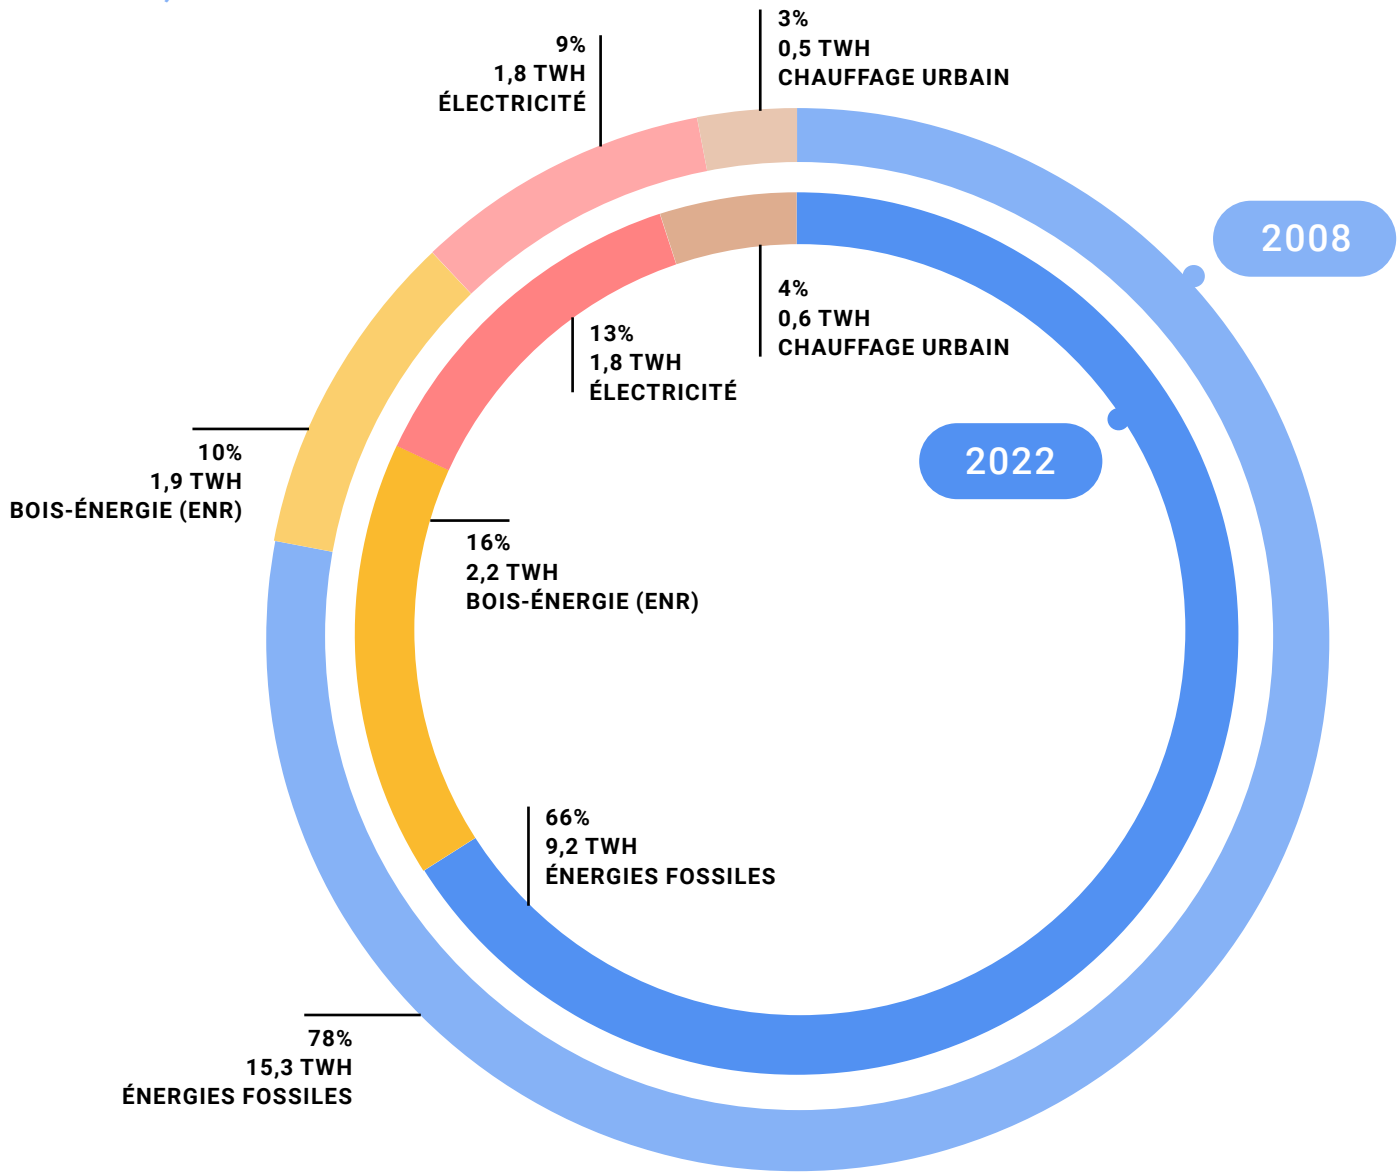 3%
0,5 TWH
CHAUFFAGE URBAIN
9%
1,8 TWH
ÉLECTRICITÉ
2008
4%
0,6 TWH
CHAUFFAGE URBAIN
13%
1,8 TWH
ÉLECTRICITÉ
2022
10%
1,9 TWH
BOIS-ÉNERGIE (ENR)
16%
2,2 TWH
BOIS-ÉNERGIE (ENR)
66%
9,2 TWH
ÉNERGIES FOSSILES
78%
15,3 TWH
ÉNERGIES FOSSILES